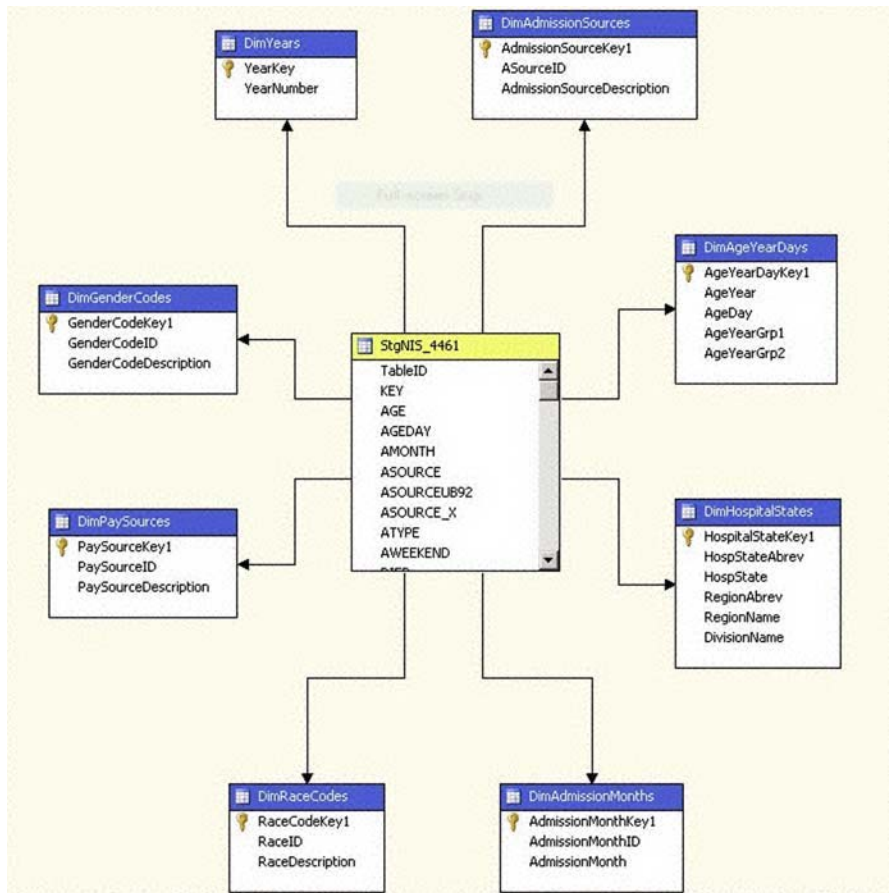 DimYears
YearKey
YearNumber
DimAdmissionSources
AdmissionSourceKey1
ASourceID
AdmissionSourceDescription
DimAgeYearDays
AgeYearDayKey1
AgeYear
AgeDay
AgeYearGrp1
AgeYearGrp2
DimGenderCodes
GenderCodeKey1
GenderCodeID
GenderCodeDescription
StgNIS_4461
TableID
KEY
AGE
AGEDAY
AMONTH
ASOURCE
ASOURCEUB92
ASOURCE_X
ATYPE
AWEEKEND
DimPaySources
PaySourceKey1
PaySourceID
PaySourceDescription
DimHospitalStates
HospitalStateKey1
HospStateAbrev
HospState
RegionAbrev
RegionName
DivisionName
DimRaceCodes
RaceCodeKey1
RaceID
RaceDescription
DimAdmissionMonths
AdmissionMonthKey1
AdmissionMonthID
AdmissionMonth